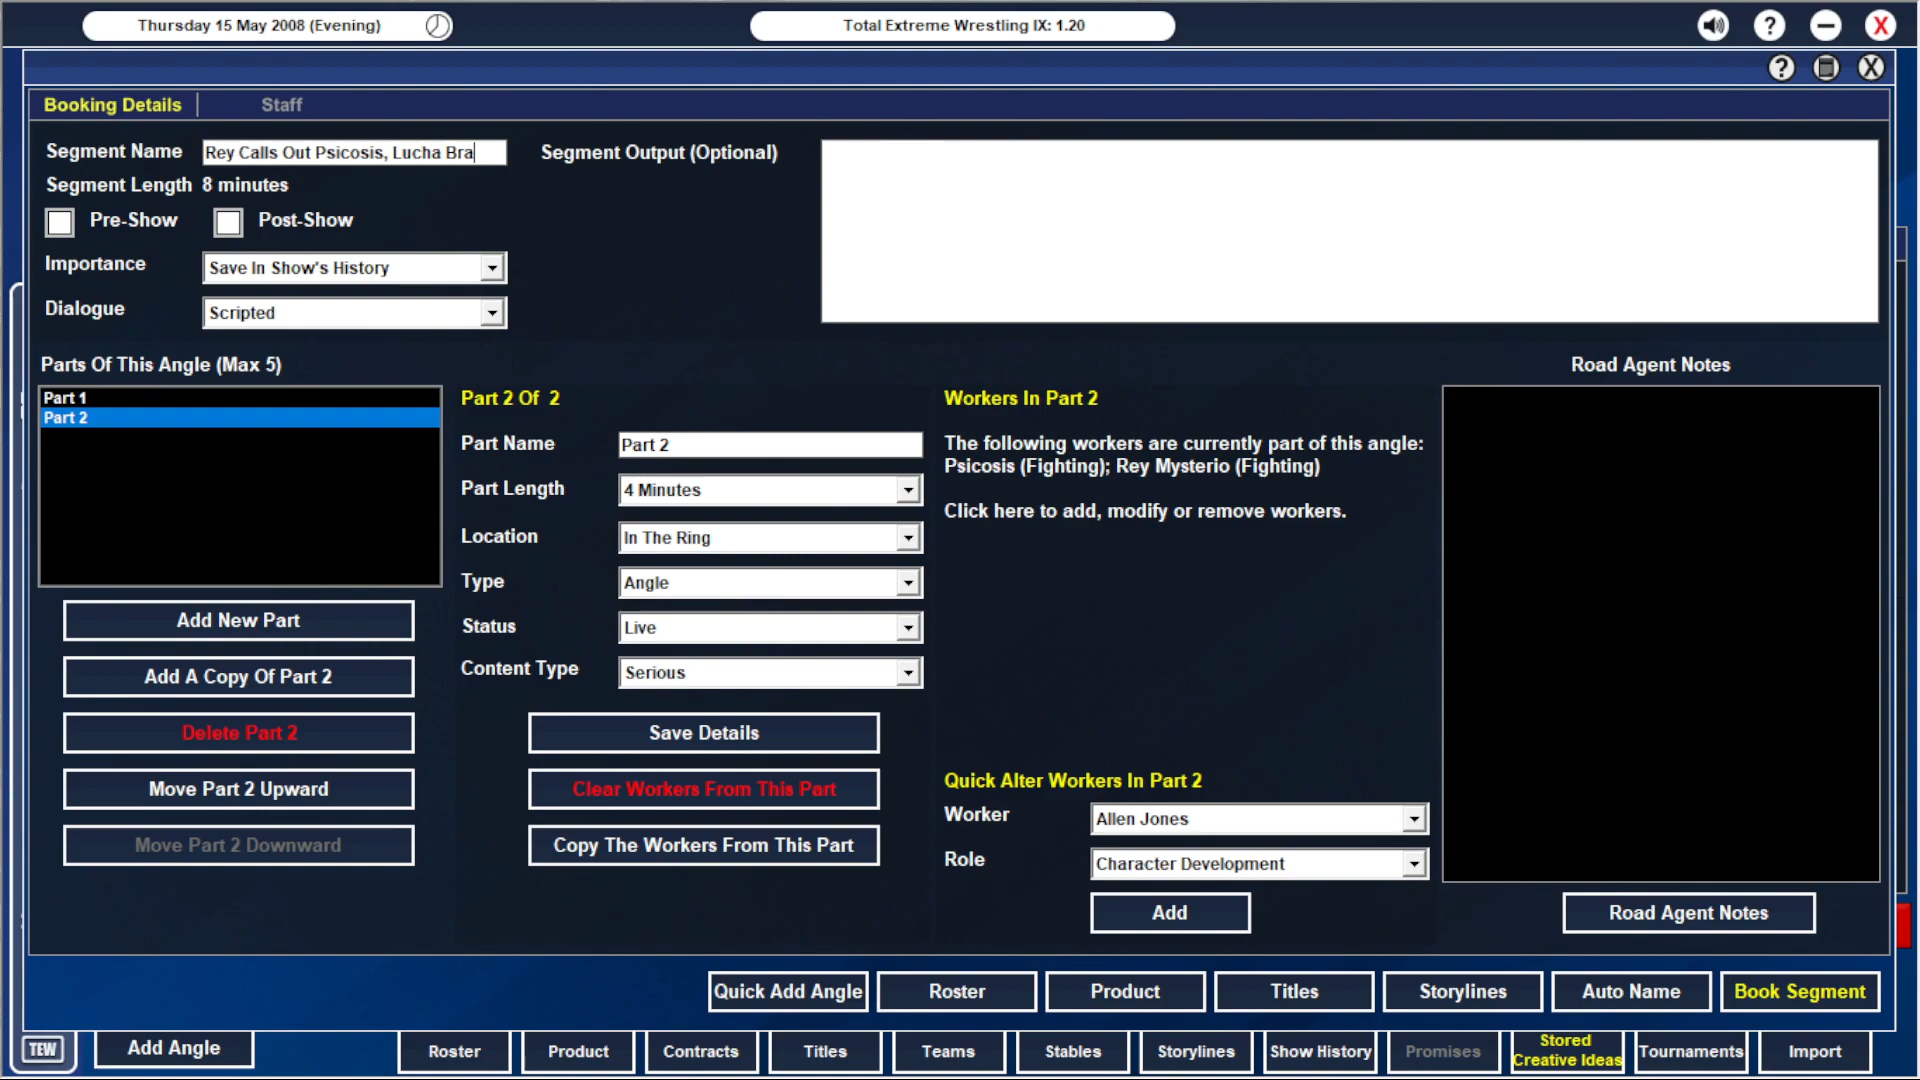 Thursday 15 May 2008 (Evening)
Total Extreme Wrestling IX: 1.20
?
X
?
X
Booking Details
Staff
Segment Name
Rey Calls Out Psicosis, Lucha Bra
Segment Output (Optional)
Segment Length
8 minutes
Pre-Show
Post-Show
Importance
Save In Show's History
Dialogue
Scripted
Parts Of This Angle (Max 5)
Road Agent Notes
Part 1
Part 2
Part 2 Of 2
Workers In Part 2
Part Name
Part 2
The following workers are currently part of this angle:
Psicosis (Fighting); Rey Mysterio (Fighting)
Part Length
4 Minutes
Click here to add, modify or remove workers.
Location
In The Ring
Type
Angle
Status
Live
Content Type
Serious
Add New Part
Add A Copy Of Part 2
Delete Part 2
Move Part 2 Upward
Move Part 2 Downward
Save Details
Clear Workers From This Part
Copy The Workers From This Part
Quick Alter Workers In Part 2
Worker
Allen Jones
Role
Character Development
Add
Road Agent Notes
Quick Add Angle
Roster
Product
Titles
Storylines
Auto Name
Book Segment
TEW
Add Angle
Roster
Product
Contracts
Titles
Teams
Stables
Storylines
Show History
Promises
Stored
Creative Ideas
Tournaments
Import